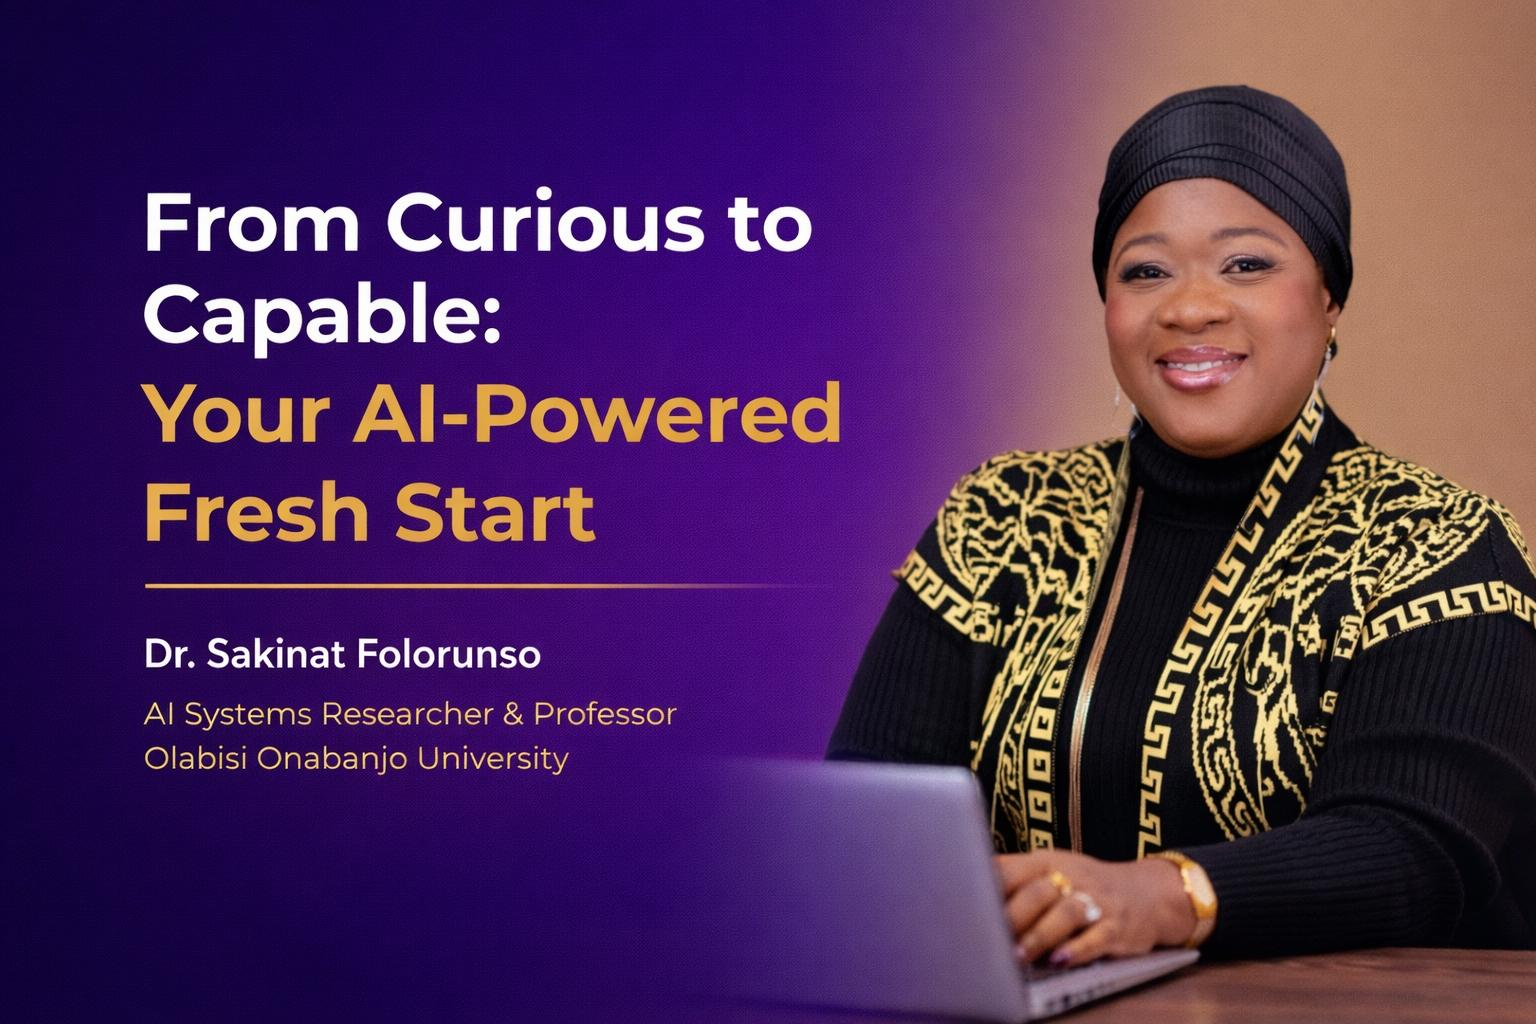 From Curious to
Capable:
Your AI-Powered
Fresh Start
Dr. Sakinat Folorunso
AI Systems Researcher & Professor
Olabisi Onabanjo University